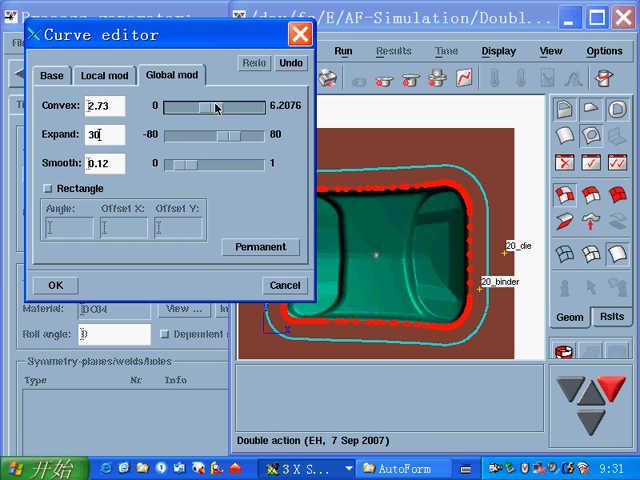 Process generator:
/dev/fs/E/AF-Simulation/Doubl...
Curve editor
File
Run
Results
Time
Display
View
Options
Redo
Undo
Base
Local mod
Global mod
Convex: 2.73 0 6.2076
Expand: 30 -80 80
Smooth: 0.12 0 1
Rectangle
Angle: Offset X: Offset Y:
Permanent
OK
Cancel
20_die
20_binder
Material: DC04 View ...
Roll angle: 0 Dependent
Geom
Rslts
Symmetry-planes/welds/holes
Type Nr Info
Double action (EH, 7 Sep 2007)
开始
3 X S...
AutoForm
9:31